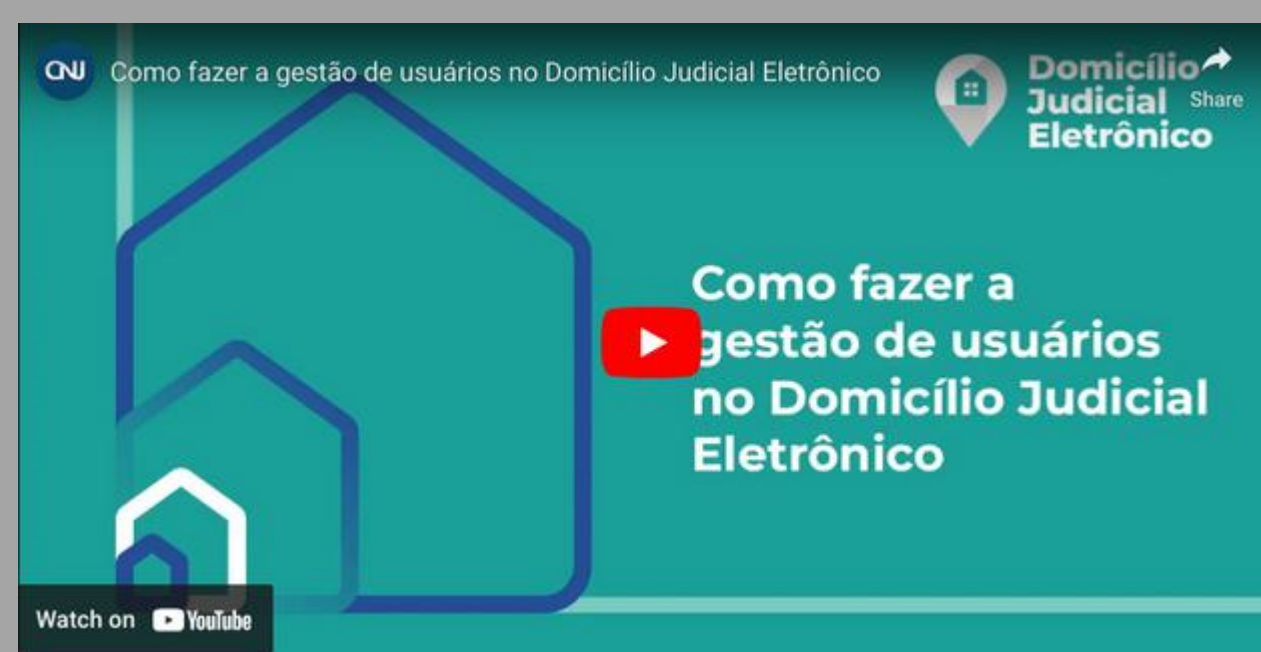 CNJ Como fazer a gestão de usuários no Domicílio Judicial Eletrônico
Domicílio
Judicial
Eletrônico
Share
Como fazer a
gestão de usuários
no Domicílio Judicial
Eletrônico
Watch on YouTube